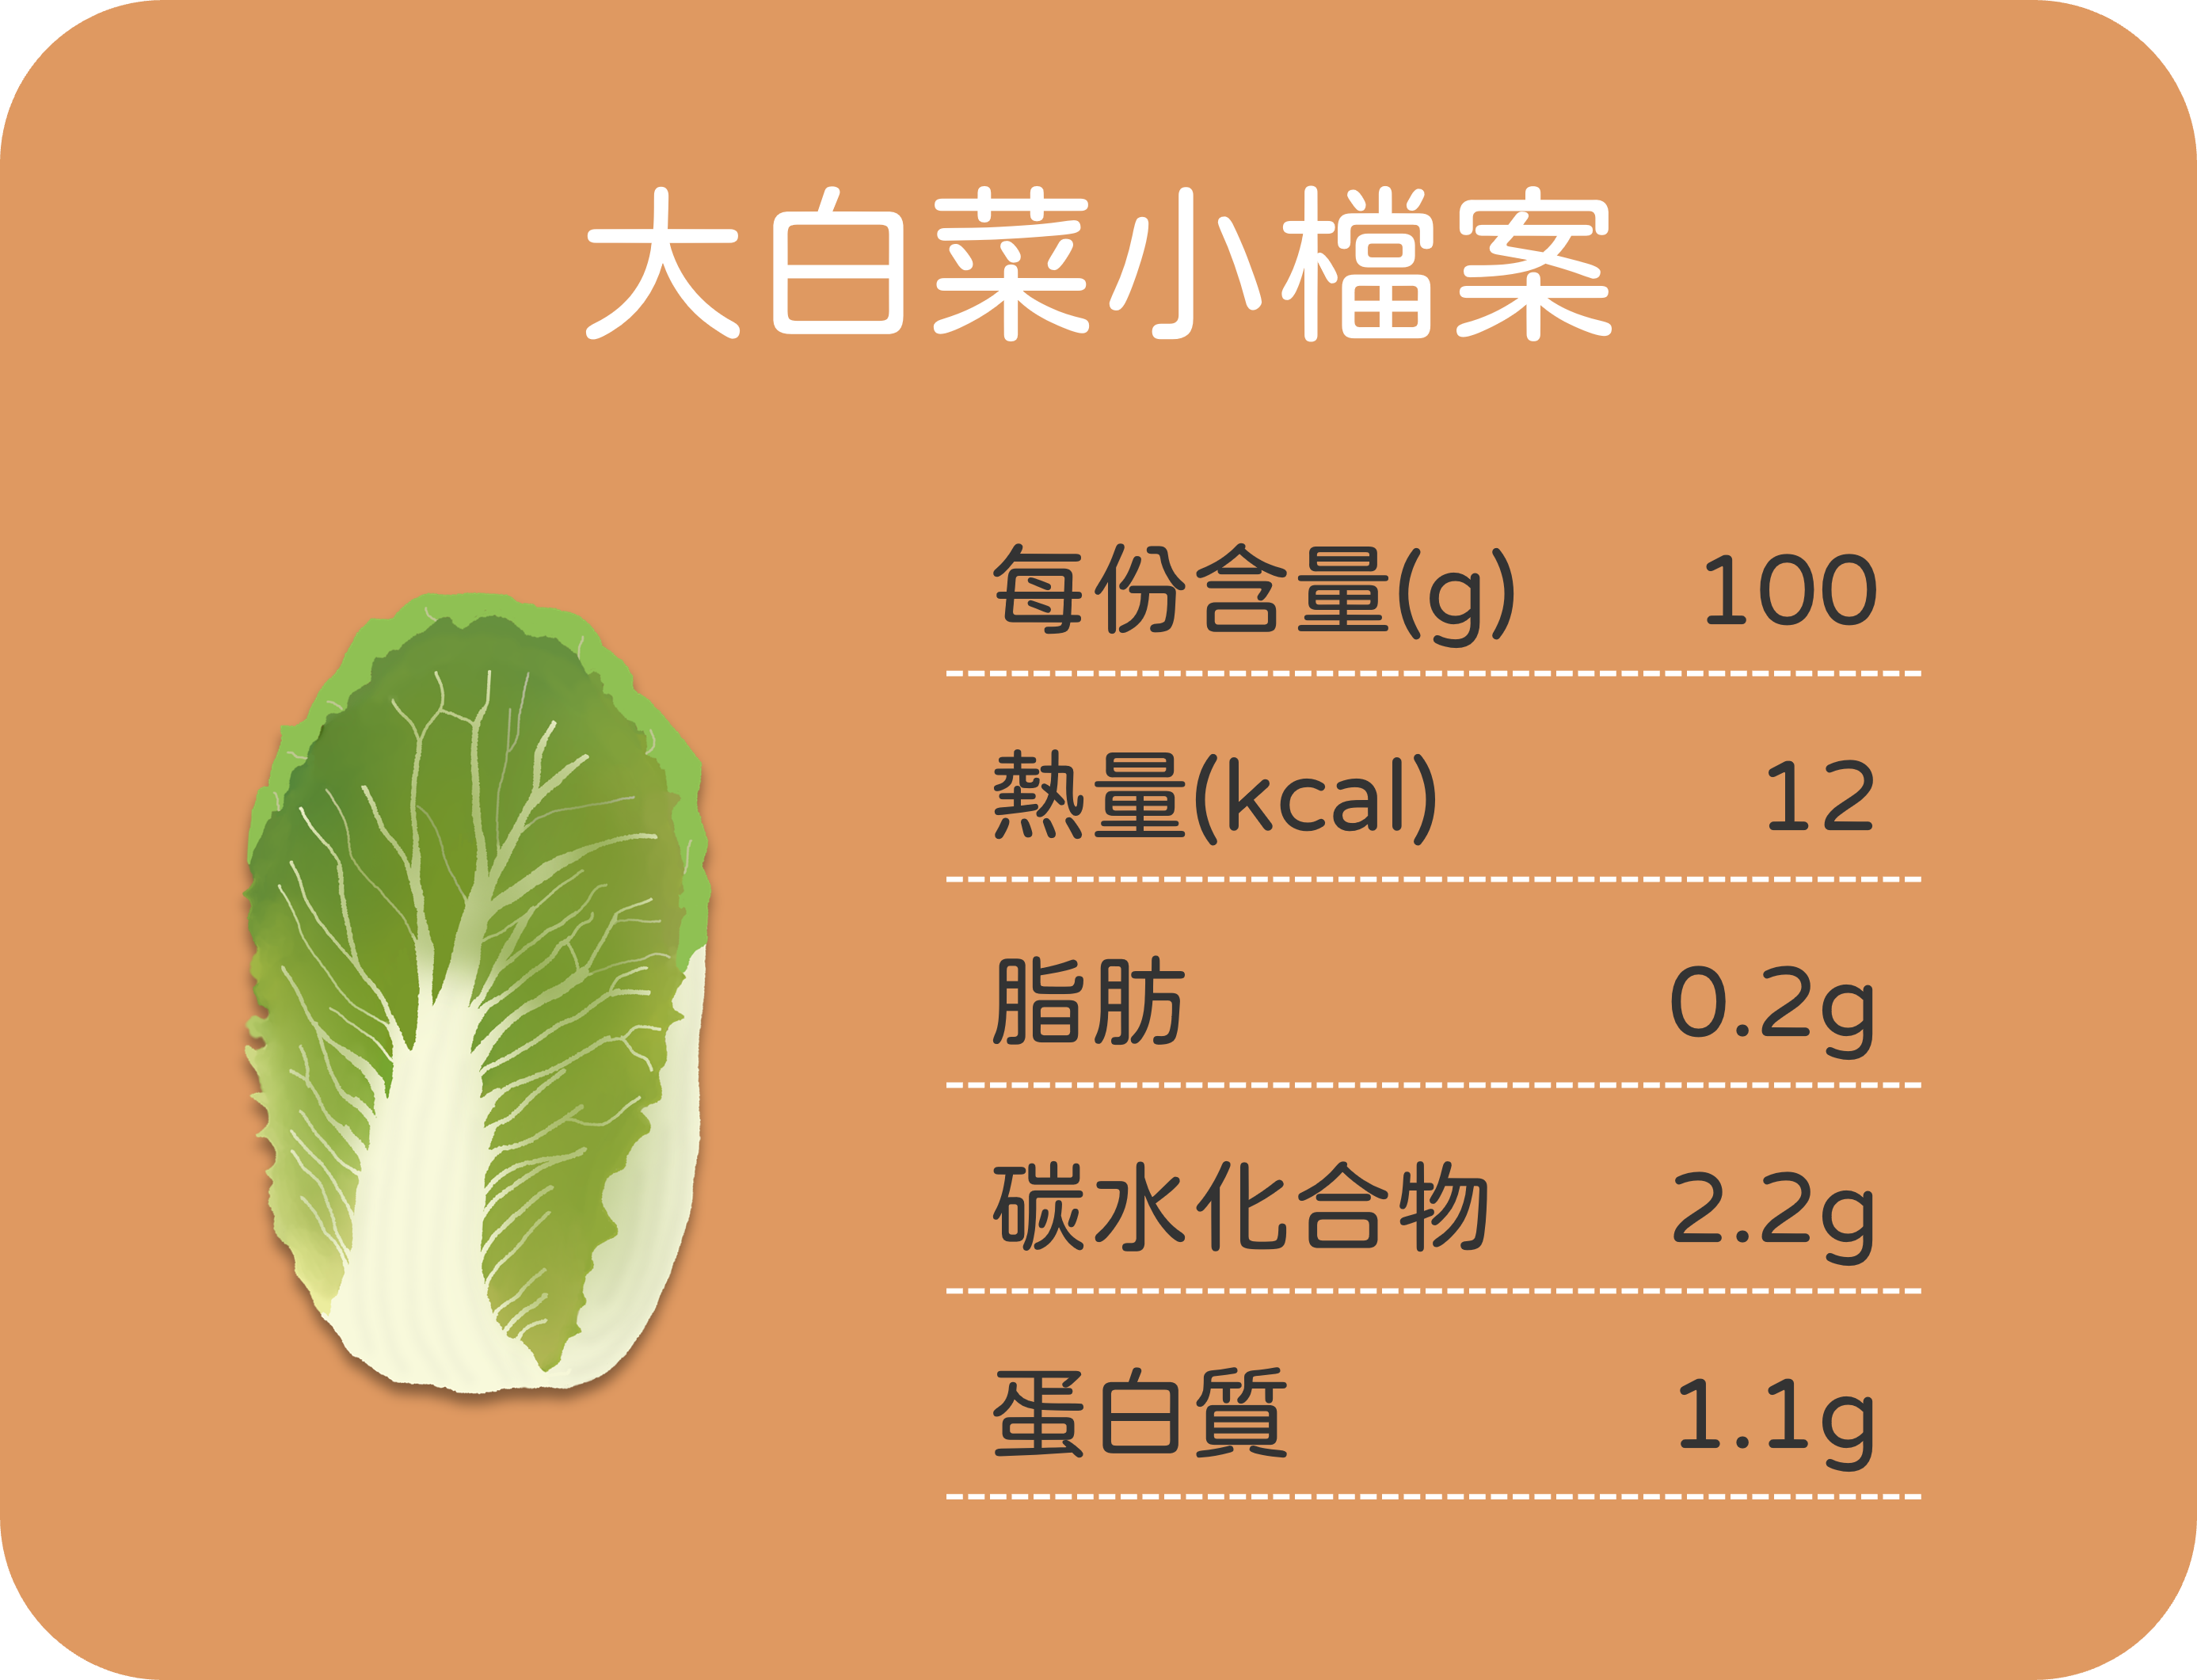 大白菜小檔案
每份含量(g) 100
熱量(kcal) 12
脂肪 0.2g
碳水化合物 2.2g
蛋白質 1.1g